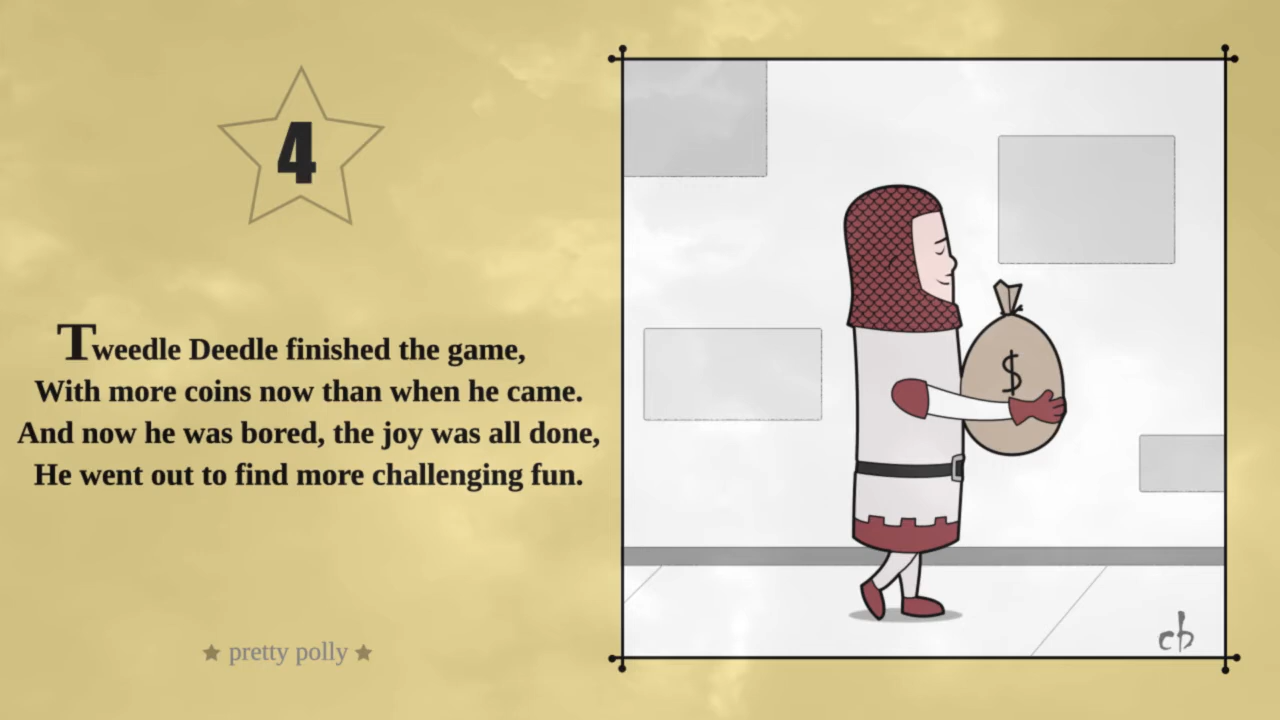 4
Tweedle Deedle finished the game,
With more coins now than when he came.
And now he was bored, the joy was all done,
He went out to find more challenging fun.
★ pretty polly ★
$
cb